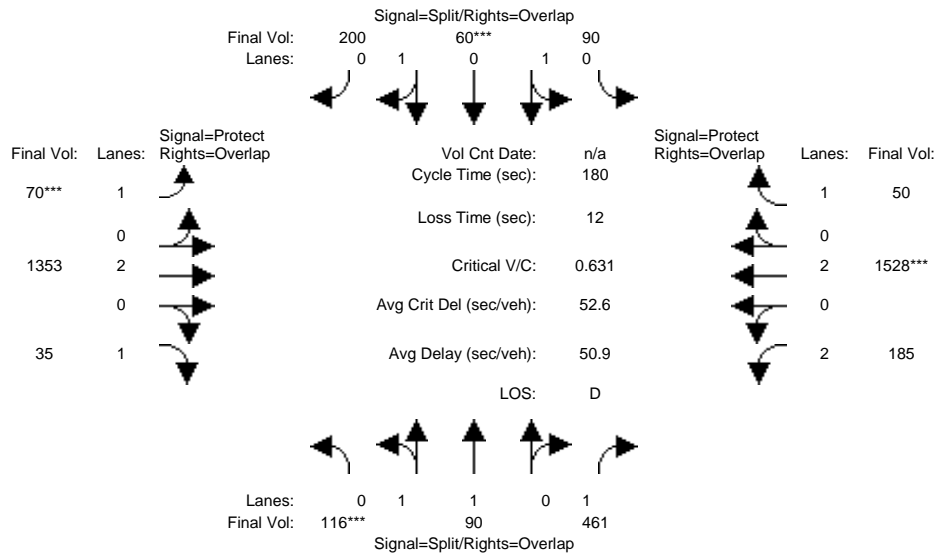 Signal=Split/Rights=Overlap
Final Vol: 200 60*** 90
Lanes: 0 1 0 1 0
Signal=Protect Signal=Protect
Final Vol: Lanes: Rights=Overlap Vol Cnt Date: n/a Rights=Overlap Lanes: Final Vol:
Cycle Time (sec): 180
70*** 1 1 50
Loss Time (sec): 12
0 0
1353 2 Critical V/C: 0.631 2 1528***
0 Avg Crit Del (sec/veh): 52.6 0
35 1 Avg Delay (sec/veh): 50.9 2 185
LOS: D
Lanes: 0 1 1 0 1
Final Vol: 116*** 90 461
Signal=Split/Rights=Overlap